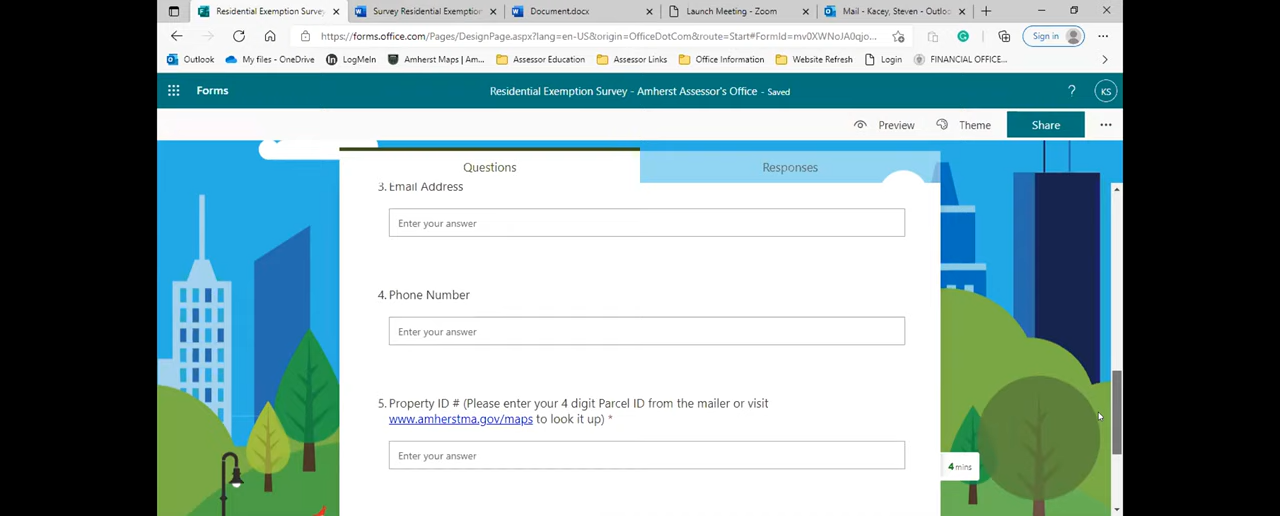 Residential Exemption Surve
Survey Residential Exemption
Document.docx
Launch Meeting - Zoom
Mail - Kacey, Steven - Outloo
https://forms.office.com/Pages/DesignPage.aspx?lang=en-US&origin=OfficeDotCom&route=Start#FormId=mv0XWNoJA0qjo...
Sign in
Outlook
My files - OneDrive
LogMeIn
Amherst Maps | Am...
Assessor Education
Assessor Links
Office Information
Website Refresh
Login
FINANCIAL OFFICE...
Forms
Residential Exemption Survey - Amherst Assessor's Office - Saved
?
KS
Preview
Theme
Share
Questions
Responses
3. Email Address
Enter your answer
4. Phone Number
Enter your answer
5. Property ID # (Please enter your 4 digit Parcel ID from the mailer or visit
www.amherstma.gov/maps to look it up) *
Enter your answer
4 mins